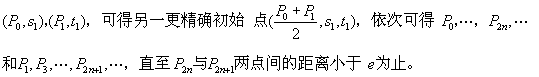 (P₀,s₁),(P₁,t₁)，可得另一更精确初始 点((P₀+P₁)/2,s₁,t₁)，依次可得 P₀,⋯，P₂ₙ,⋯
和P₁,P₃,⋯,P₂ₙ₊₁,⋯，直至P₂ₙ与P₂ₙ₊₁两点间的距离小于 e为止。